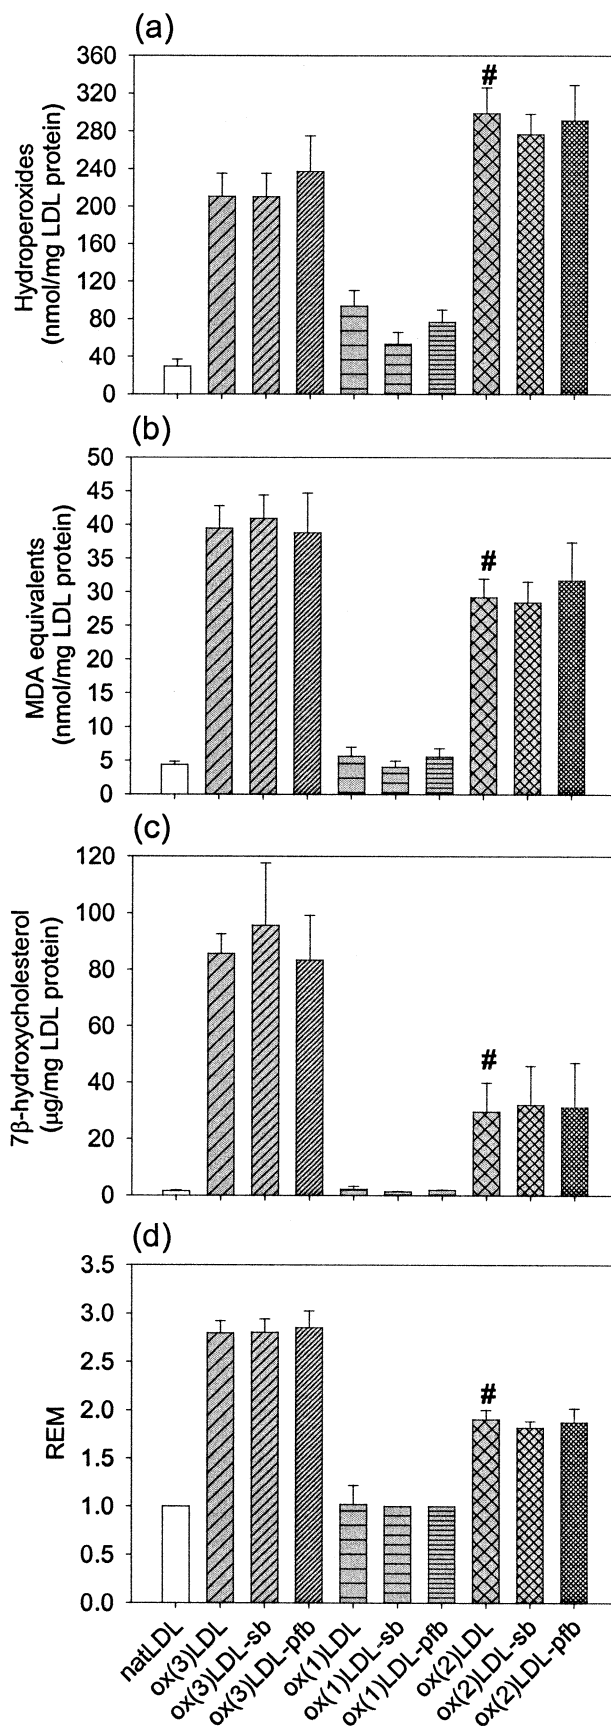 (a)
Hydroperoxides
(nmol/mg LDL protein)
360
320
280
240
200
160
120
80
40
0
#
(b)
MDA equivalents
(nmol/mg LDL protein)
50
45
40
35
30
25
20
15
10
5
0
#
(c)
7β-hydroxycholesterol
(μg/mg LDL protein)
120
100
80
60
40
20
0
#
(d)
REM
3.5
3.0
2.5
2.0
1.5
1.0
0.5
0.0
#
natLDL
ox(3)LDL
ox(3)LDL-sb
ox(3)LDL-pfb
ox(1)LDL
ox(1)LDL-sb
ox(1)LDL-pfb
ox(2)LDL
ox(2)LDL-sb
ox(2)LDL-pfb